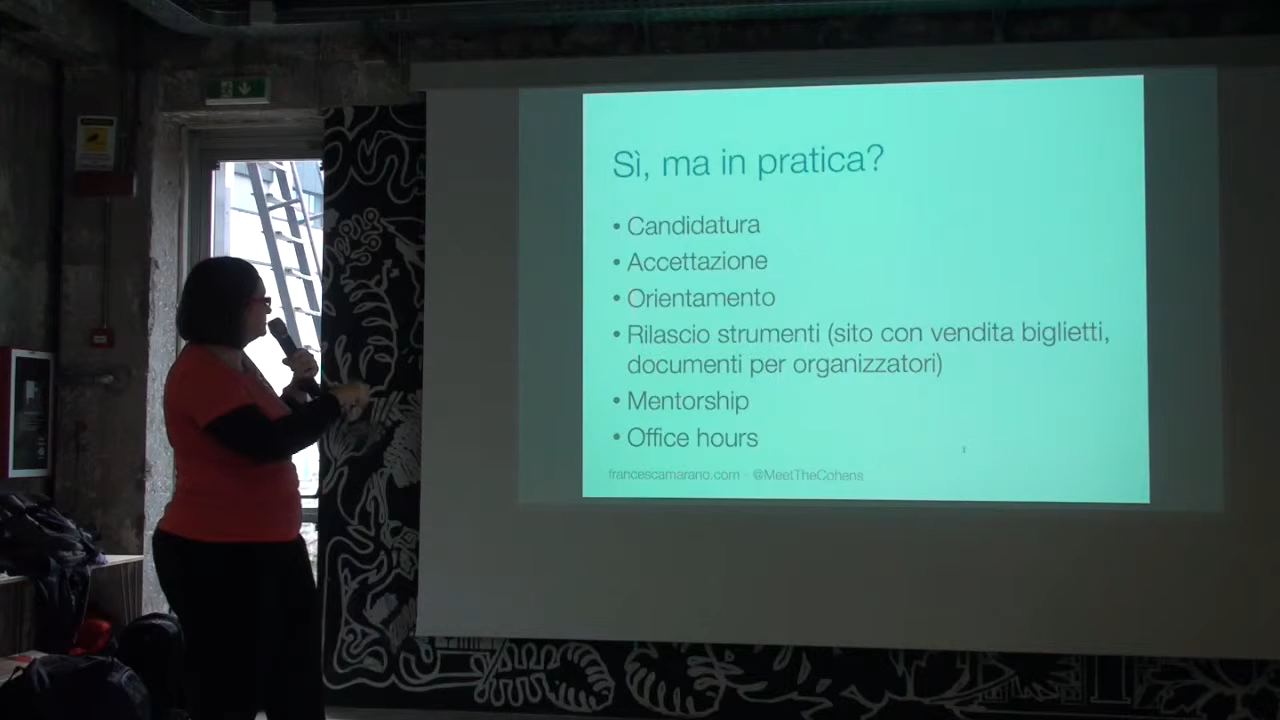 Sì, ma in pratica?
• Candidatura
• Accettazione
• Orientamento
• Rilascio strumenti (sito con vendita biglietti,
documenti per organizzatori)
• Mentorship
• Office hours
francescamarano.com - @MeetTheCohens